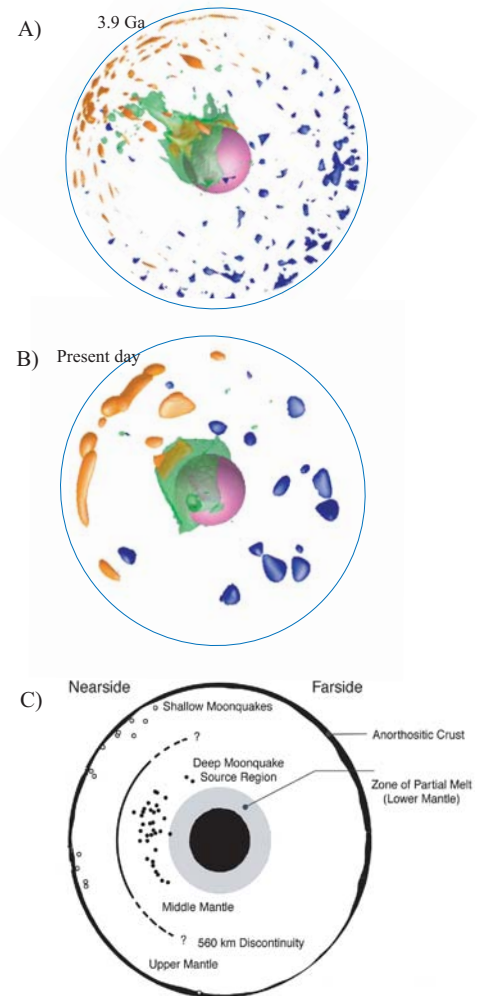 A)
3.9 Ga
B)
Present day
C)
Nearside
Farside
Shallow Moonquakes
?
Anorthositic Crust
Deep Moonquake
Source Region
Zone of Partial Melt
(Lower Mantle)
Middle Mantle
?
560 km Discontinuity
Upper Mantle